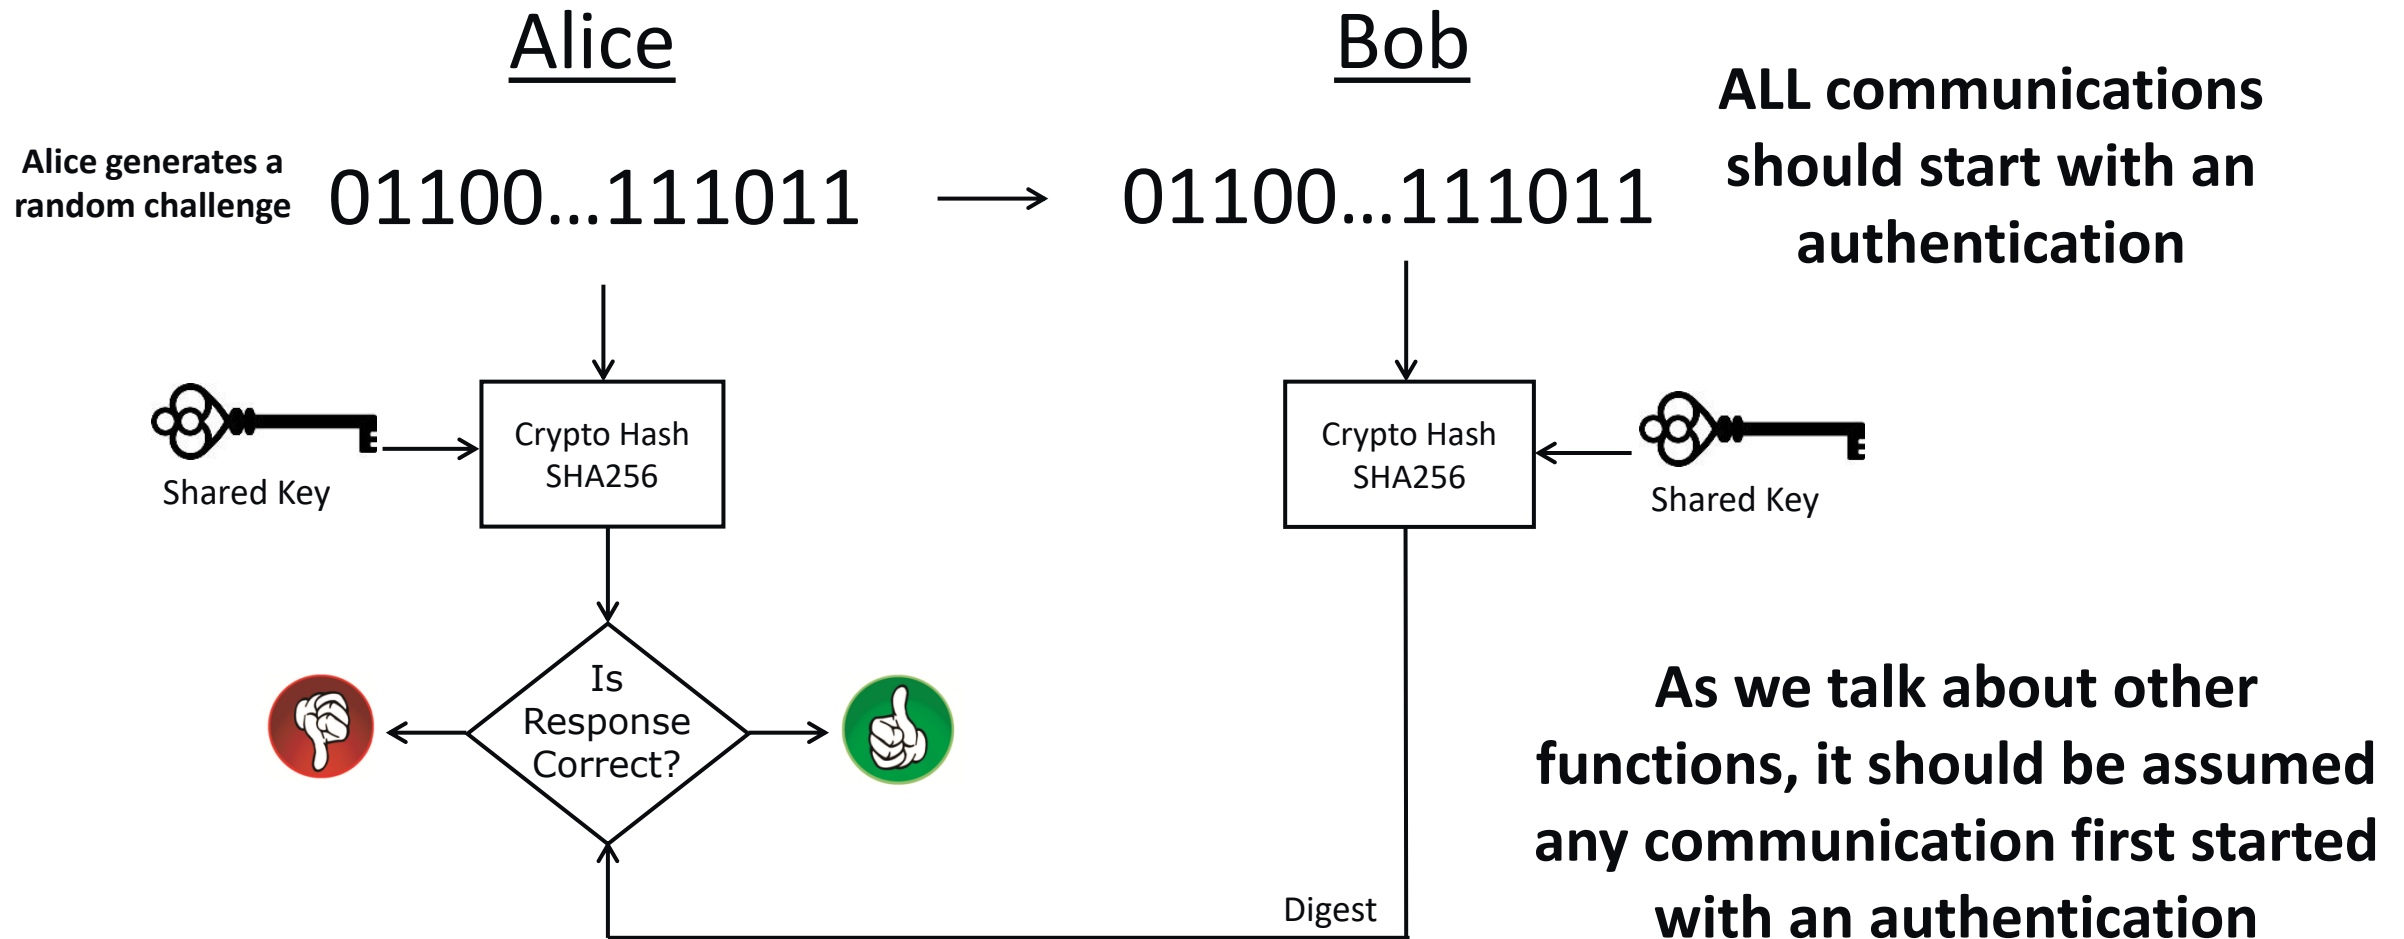 Alice
Bob
ALL communications
should start with an
authentication
Alice generates a
random challenge
01100...111011
01100...111011
Crypto Hash
SHA256
Shared Key
Crypto Hash
SHA256
Shared Key
Is
Response
Correct?
As we talk about other
functions, it should be assumed
any communication first started
with an authentication
Digest